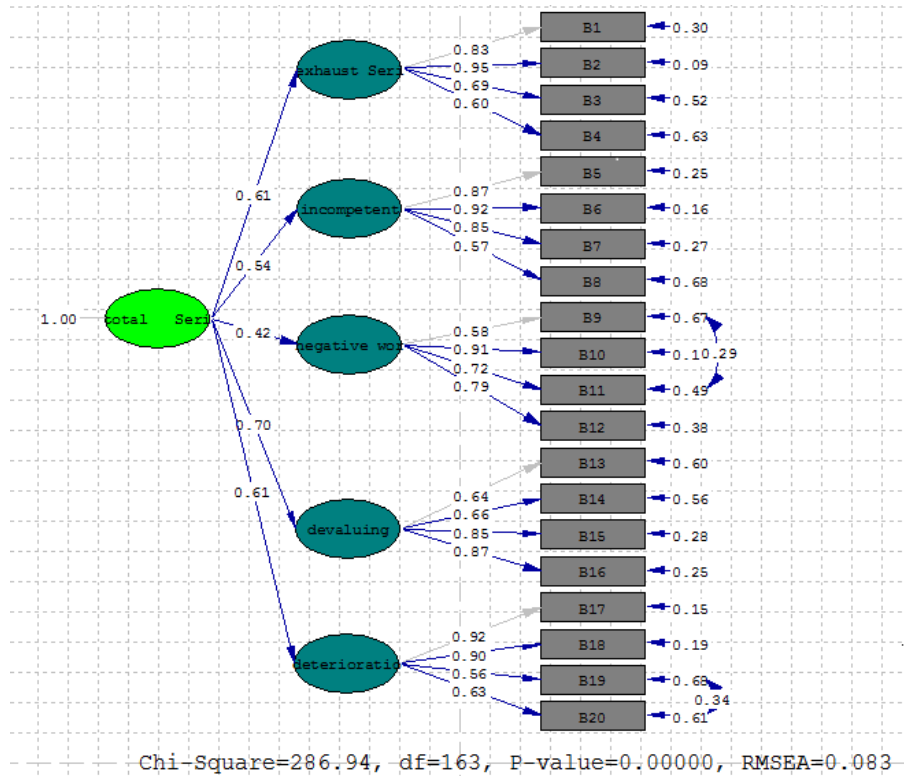 B1 0.30
0.83
exhaust Seri 0.95 B2 0.09
0.69 B3 0.52
0.60
B4 0.63
B5 0.25
0.87
0.61 incompetent 0.92 B6 0.16
0.85 B7 0.27
0.57
0.54 B8 0.68
1.00 total Seri B9 0.67
0.42 0.58
negative wor 0.91 B10 0.1 0.29
0.72 B11 0.49
0.79
0.70 B12 0.38
B13 0.60
0.61 0.64 B14 0.56
0.66
devaluing 0.85 B15 0.28
0.87 B16 0.25
B17 0.15
0.92 B18 0.19
0.90
deterioratio 0.56 B19 0.68
0.63 0.34
B20 0.61
Chi-Square=286.94, df=163, P-value=0.00000, RMSEA=0.083